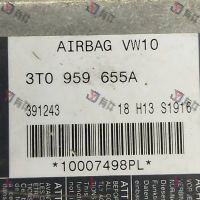 AIRBAG VW10
3T0 959 655A
391243 18 H13 S1916
*10007498PL*